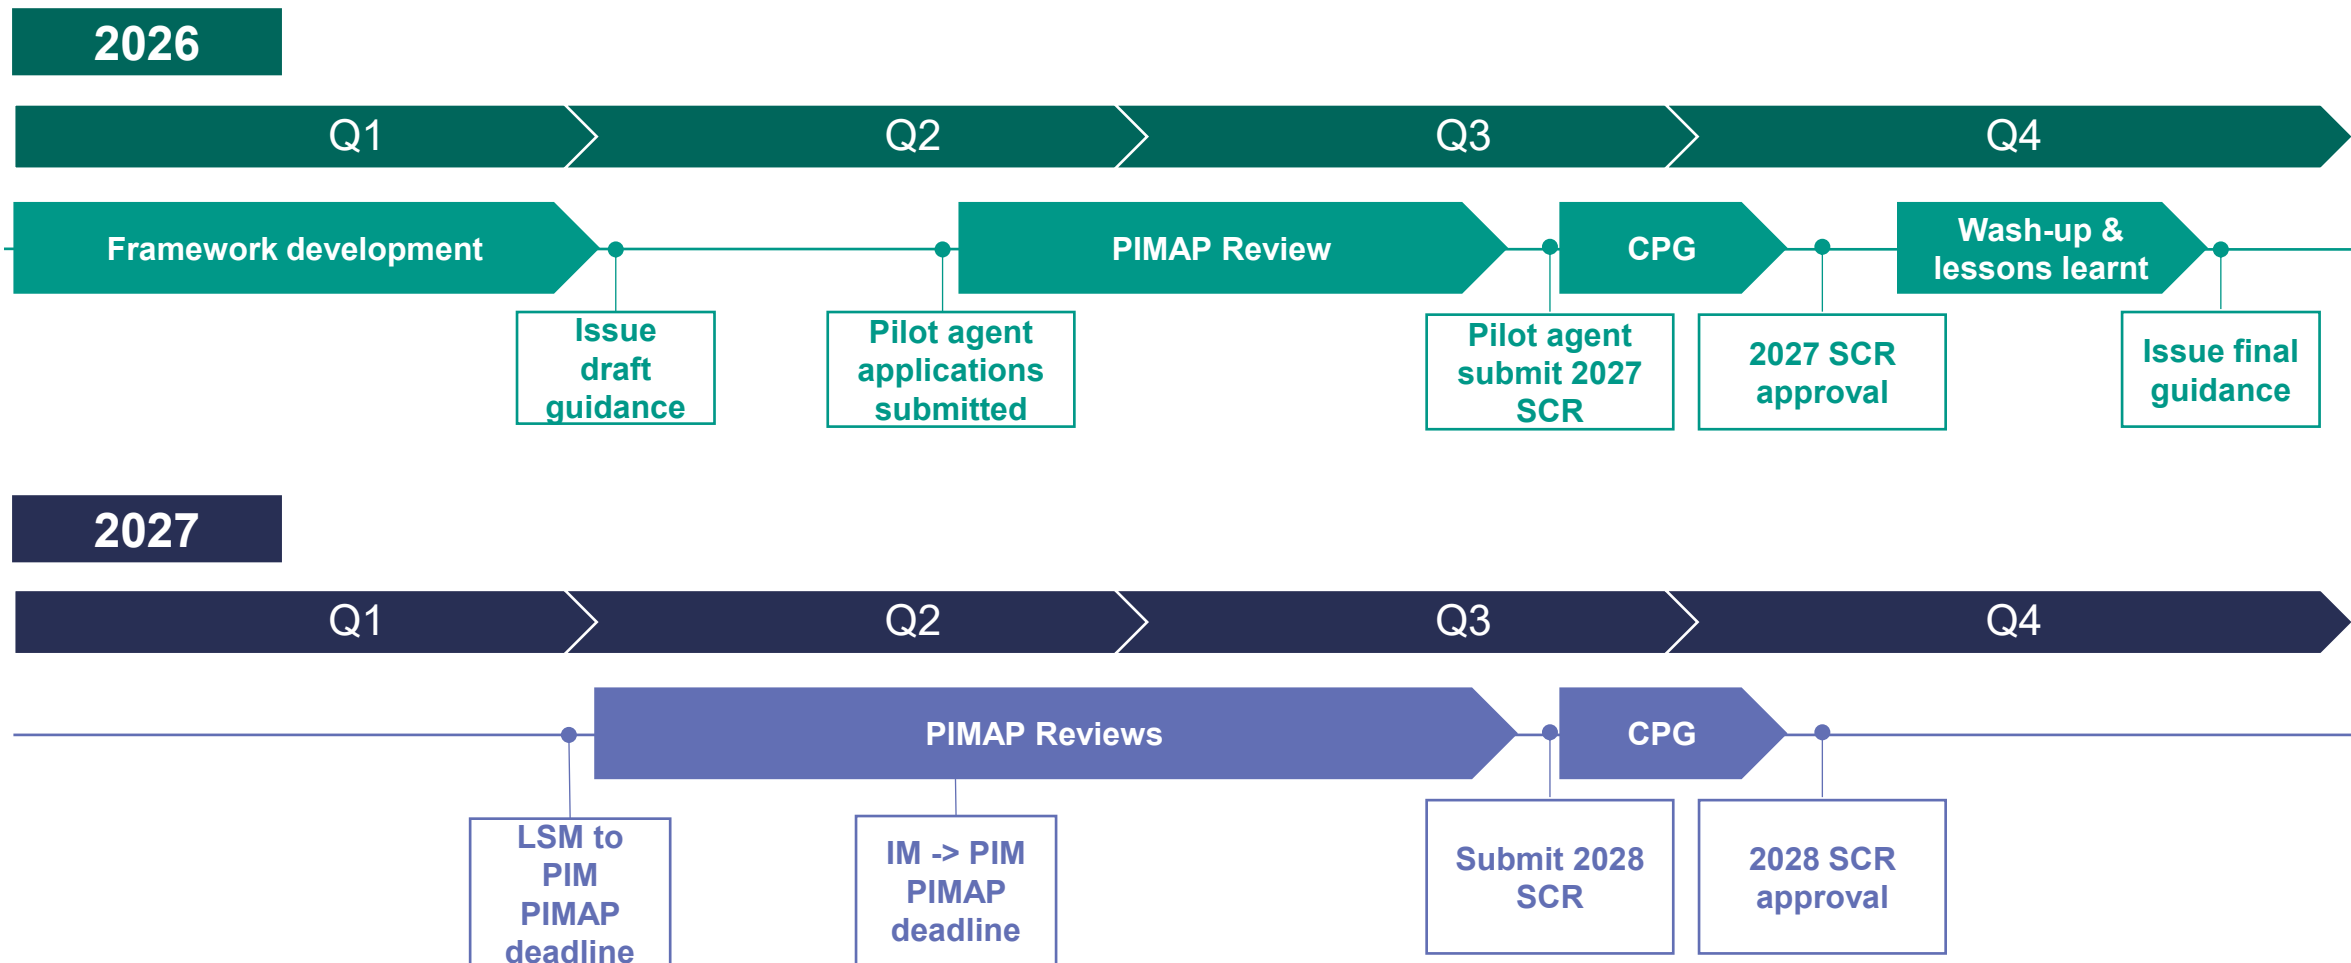 2026
Q1
Q2
Q3
Q4
Framework development
PIMAP Review
CPG
Wash-up &
lessons learnt
Issue
draft
guidance
Pilot agent
applications
submitted
Pilot agent
submit 2027
SCR
2027 SCR
approval
Issue final
guidance
2027
Q1
Q2
Q3
Q4
PIMAP Reviews
CPG
LSM to
PIM
PIMAP
deadline
IM -> PIM
PIMAP
deadline
Submit 2028
SCR
2028 SCR
approval